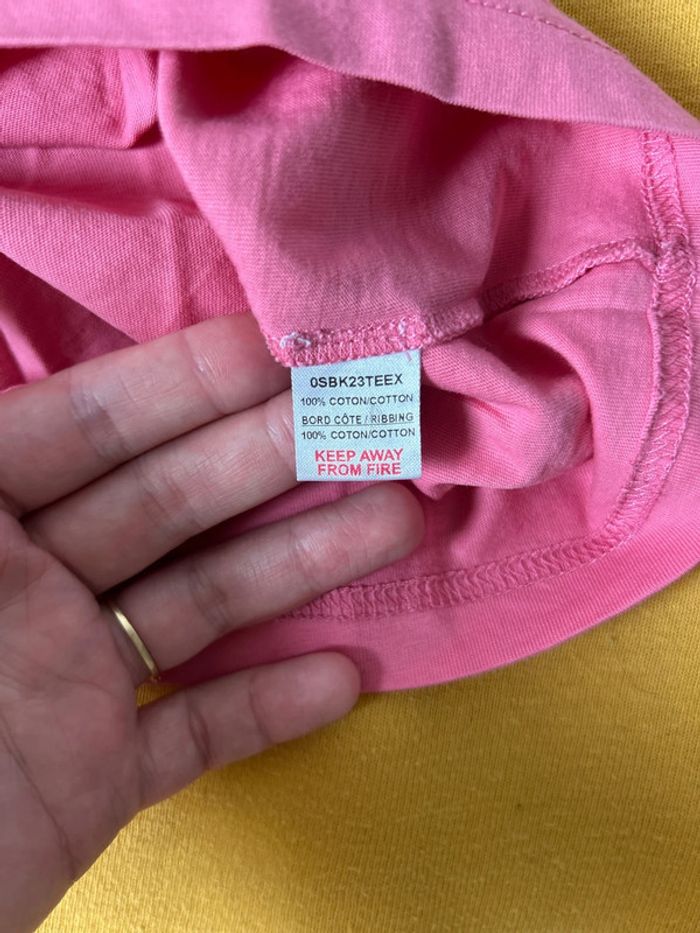 0SBK23TEEX
100% COTON/COTTON
BORD CÔTE / RIBBING
100% COTON/COTTON
KEEP AWAY
FROM FIRE